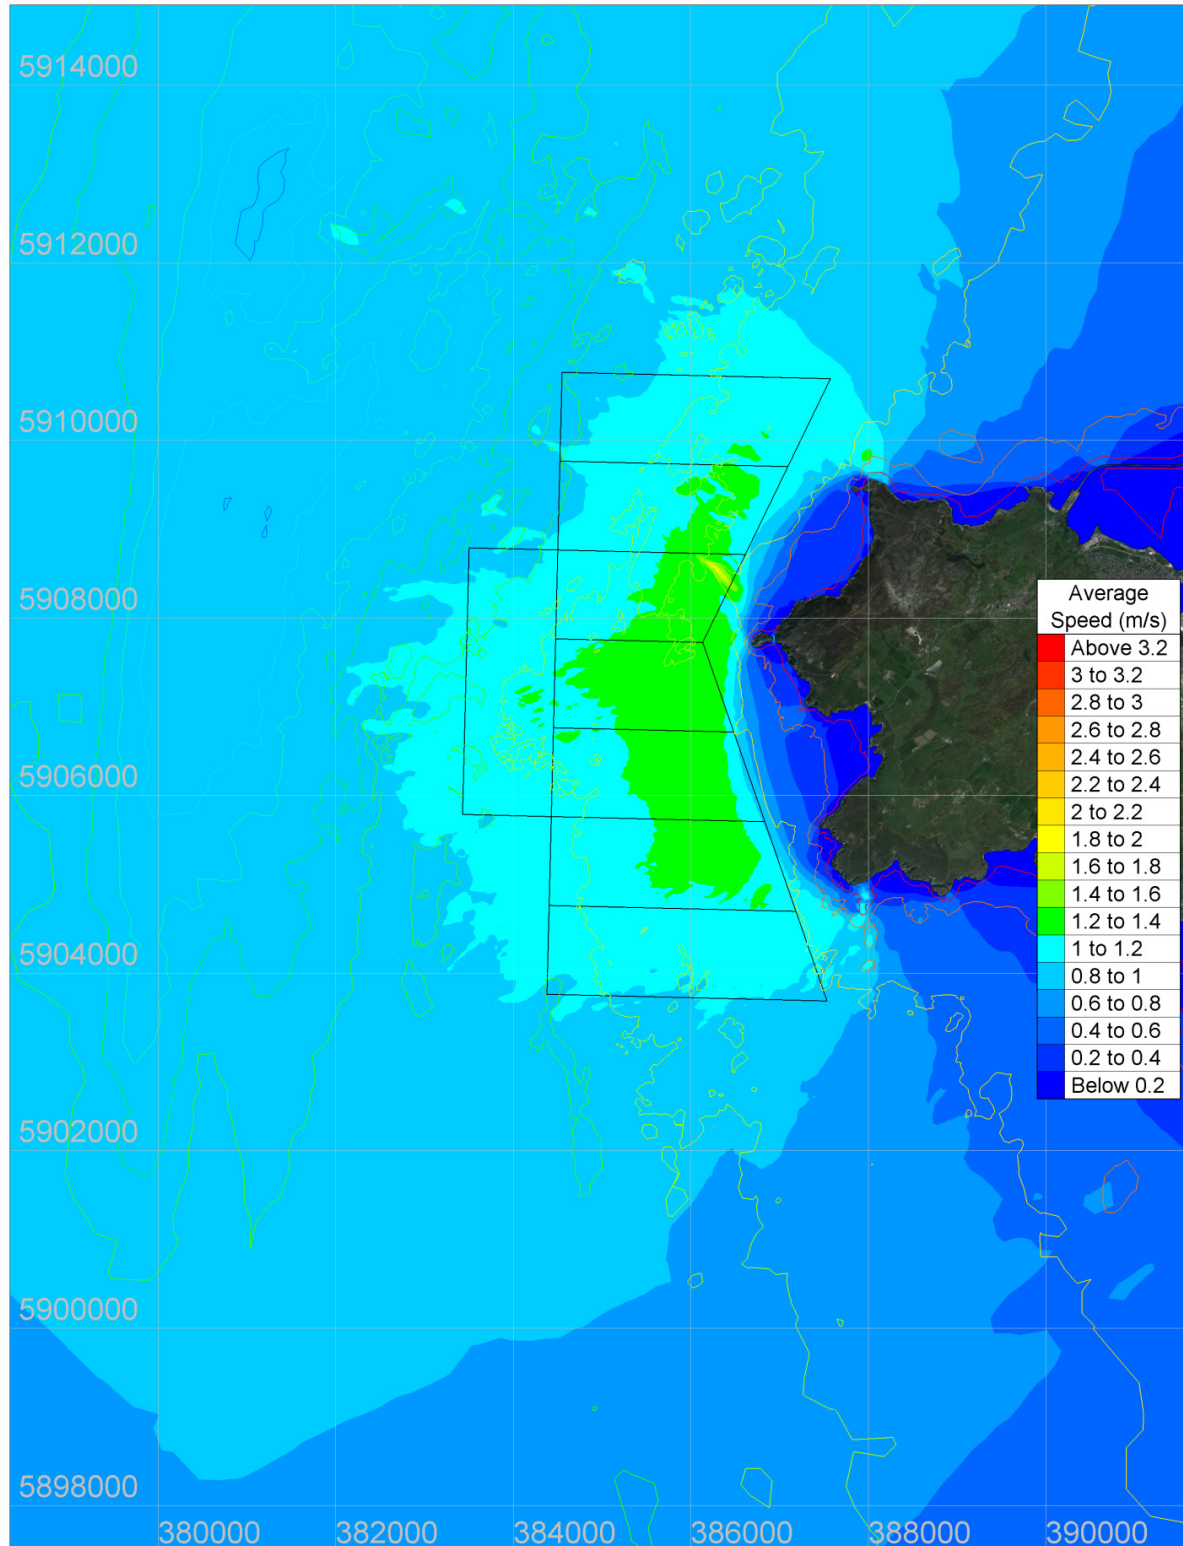 5914000
5912000
5910000
5908000
5906000
5904000
5902000
5900000
5898000
380000
382000
384000
386000
388000
390000
Average
Speed (m/s)
Above 3.2
3 to 3.2
2.8 to 3
2.6 to 2.8
2.4 to 2.6
2.2 to 2.4
2 to 2.2
1.8 to 2
1.6 to 1.8
1.4 to 1.6
1.2 to 1.4
1 to 1.2
0.8 to 1
0.6 to 0.8
0.4 to 0.6
0.2 to 0.4
Below 0.2